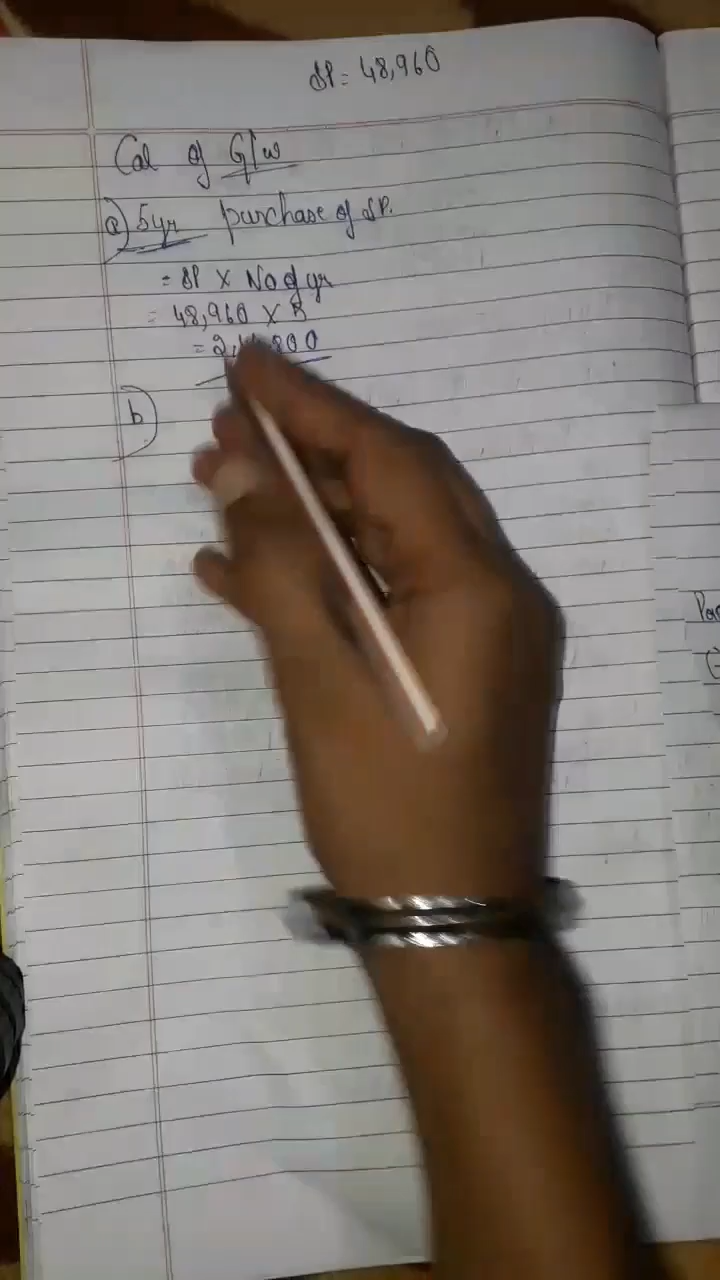 SP = 48,960
Cal of G/w
a) 5yr purchase of SP.
= SP × No of yr
= 48,960 × 5
b)